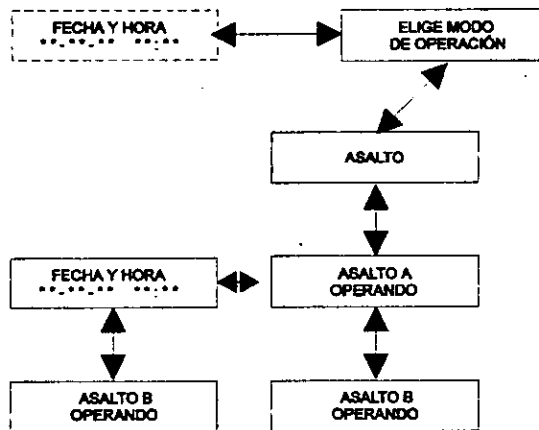 FECHA Y HORA
**-**-** **:**
ELIGE MODO
DE OPERACIÓN
ASALTO
FECHA Y HORA
**-**-** **:**
ASALTO A
OPERANDO
ASALTO B
OPERANDO
ASALTO B
OPERANDO